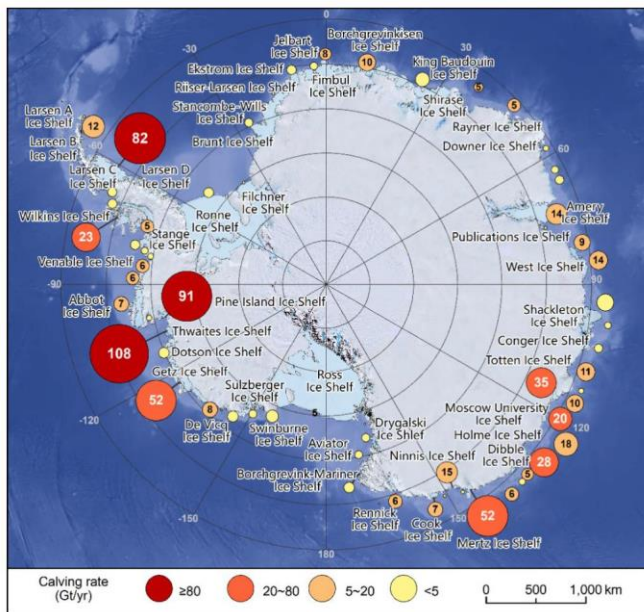 0
Jelbart
Ice Shelf
8
Borchgrevinkisen
Ice Shelf
10
-30
30
King Baudouin
Ice Shelf
5
Ekstrom Ice Shelf
Fimbul
Ice Shelf
Riiser-Larsen Ice Shelf
Shirase
Ice Shelf
5
Stancombe-Wills
Ice Shelf
Rayner Ice Shelf
Larsen A
Ice Shelf
12
82
Brunt Ice Shelf
Downer Ice Shelf
60
Larsen B
Ice Shelf
-60
Larsen C
Ice Shelf
Larsen D
Ice Shelf
Filchner
Ice Shelf
Ronne
Ice Shelf
Amery
Ice Shelf
14
Wilkins Ice Shelf
23
5
Stange
Ice Shelf
Publications Ice Shelf
9
Venable Ice Shelf
6
West Ice Shelf
14
6
-90
90
91
Abbot
Ice Shelf
7
Pine Island Ice Shelf
Shackleton
Ice Shelf
Thwaites Ice Shelf
Conger Ice Shelf
108
Dotson Ice Shelf
Totten Ice Shelf
Getz Ice Shelf
Ross
Ice Shelf
35
11
52
Sulzberger
Ice Shelf
Moscow University
Ice Shelf
10
-120
8
5
20
120
De Vicq
Ice Shelf
Swinburne
Ice Shelf
Drygalski
Ice Shlef
Holme Ice Shelf
18
Dibble
Ice Shelf
28
Aviator
Ice Shelf
Ninnis Ice Shelf
15
5
Borchgrevink-Mariner
Ice Shelf
6
6
Rennick
Ice Shelf
7
Cook
Ice Shelf
52
150
Mertz Ice Shelf
-150
180
Calving rate
(Gt/yr)
≥80
20~80
5~20
<5
0 500 1,000 km